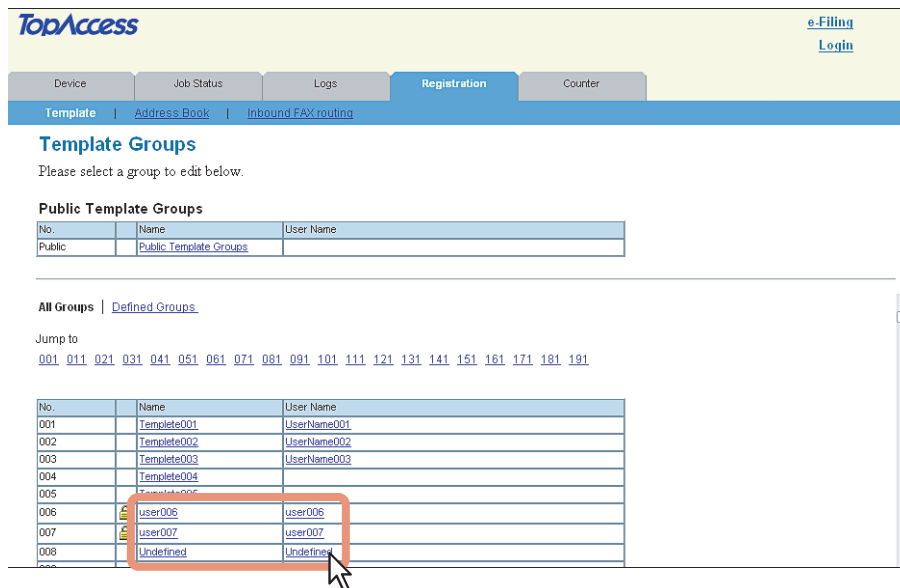 TopAccess
e-Filing
Login
Device Job Status Logs Registration Counter
Template | Address Book | Inbound FAX routing
Template Groups
Please select a group to edit below.
Public Template Groups
No. Name User Name
Public Public Template Groups
All Groups | Defined Groups
Jump to
001 011 021 031 041 051 061 071 081 091 101 111 121 131 141 151 161 171 181 191
No. Name User Name
001 Templete001 UserName001
002 Templete002 UserName002
003 Templete003 UserName003
004 Templete004
005 Templete005
006 user006 user006
007 user007 user007
008 Undefined Undefined